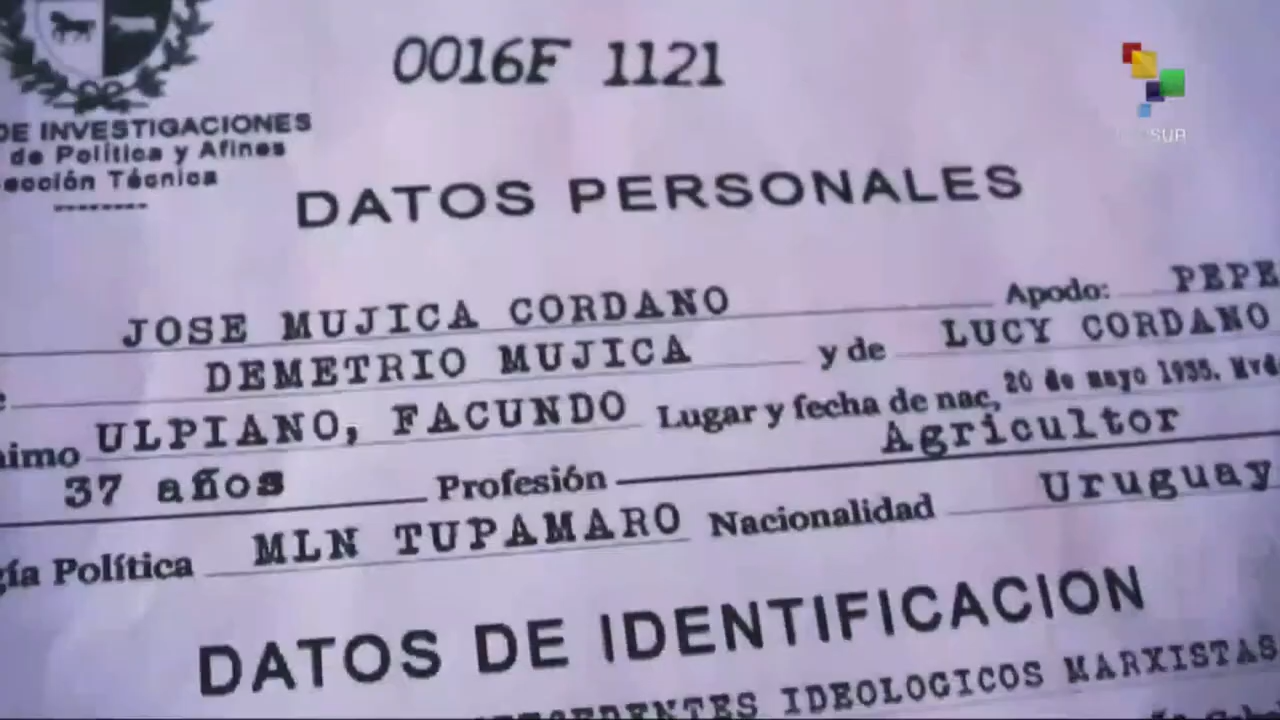 0016F 1121
SUR
DE INVESTIGACIONES
de Política y Afines
ección Técnica
DATOS PERSONALES
JOSE MUJICA CORDANO Apodo: PEPE
DEMETRIO MUJICA y de LUCY CORDANO
imo ULPIANO, FACUNDO Lugar y fecha de nac, 20 de mayo 1935. Mvd
37 años Profesión Agricultor
gía Política MLN TUPAMARO Nacionalidad Uruguay
DATOS DE IDENTIFICACION
IDEOLOGICOS MARXISTAS